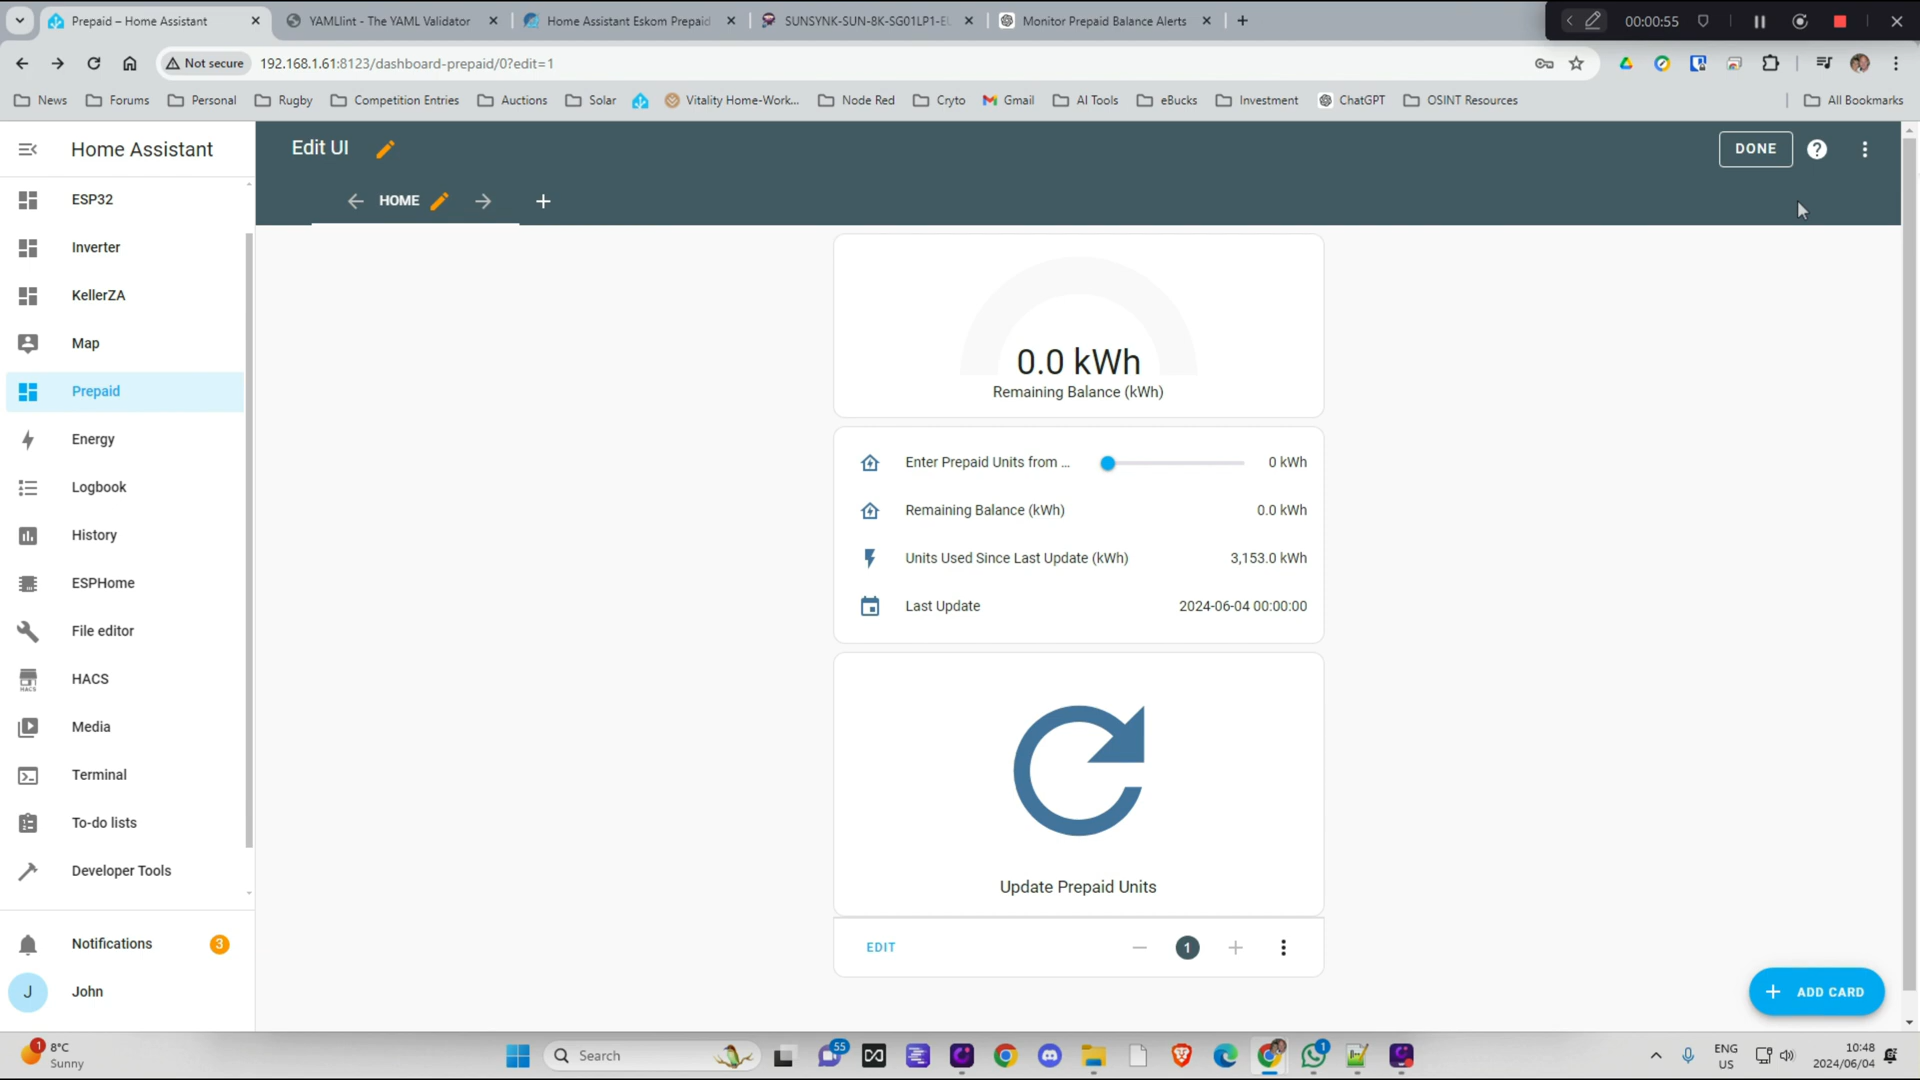 Prepaid – Home Assistant
YAMLlint - The YAML Validator
Home Assistant Eskom Prepaid
SUNSYNK-SUN-8K-SG01LP1-EU
Monitor Prepaid Balance Alerts
00:00:55
Not secure
192.168.1.61:8123/dashboard-prepaid/0?edit=1
News
Forums
Personal
Rugby
Competition Entries
Auctions
Solar
Vitality Home-Work...
Node Red
Cryto
Gmail
AI Tools
eBucks
Investment
ChatGPT
OSINT Resources
All Bookmarks
Home Assistant
Edit UI
DONE
HOME
ESP32
Inverter
KellerZA
Map
Prepaid
Energy
Logbook
History
ESPHome
File editor
HACS
HACS
Media
Terminal
To-do lists
Developer Tools
Notifications
3
J
John
0.0 kWh
Remaining Balance (kWh)
Enter Prepaid Units from ...
0 kWh
Remaining Balance (kWh)
0.0 kWh
Units Used Since Last Update (kWh)
3,153.0 kWh
Last Update
2024-06-04 00:00:00
Update Prepaid Units
EDIT
1
ADD CARD
1
8°C
Sunny
Search
55
1
ENG
US
10:48
2024/06/04